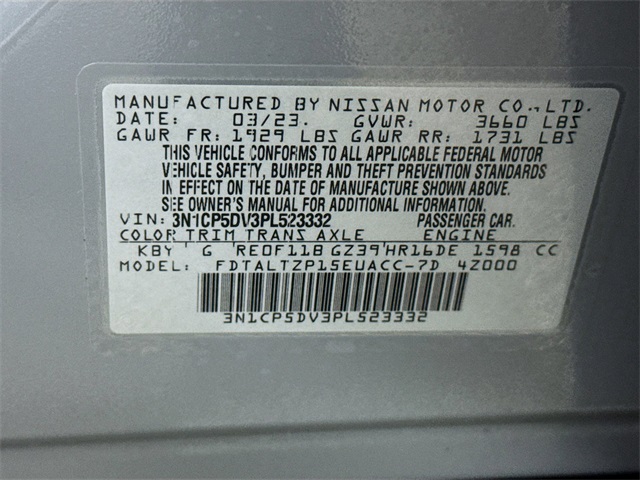 MANUFACTURED BY NISSAN MOTOR CO.,LTD.
DATE: 03/23. GVWR: 3660 LBS
GAWR FR: 1929 LBS GAWR RR: 1731 LBS
THIS VEHICLE CONFORMS TO ALL APPLICABLE FEDERAL MOTOR
VEHICLE SAFETY, BUMPER AND THEFT PREVENTION STANDARDS
IN EFFECT ON THE DATE OF MANUFACTURE SHOWN ABOVE.
SEE OWNER'S MANUAL FOR ADDITIONAL INFORMATION.
VIN: 3N1CP5DV3PL523332 PASSENGER CAR.
COLOR TRIM TRANS AXLE ENGINE
KBY G RE0F11B GZ39 HR16DE 1598 CC
MODEL: FDTALTZP15EUACC-7D 4Z000
3N1CP5DV3PL523332